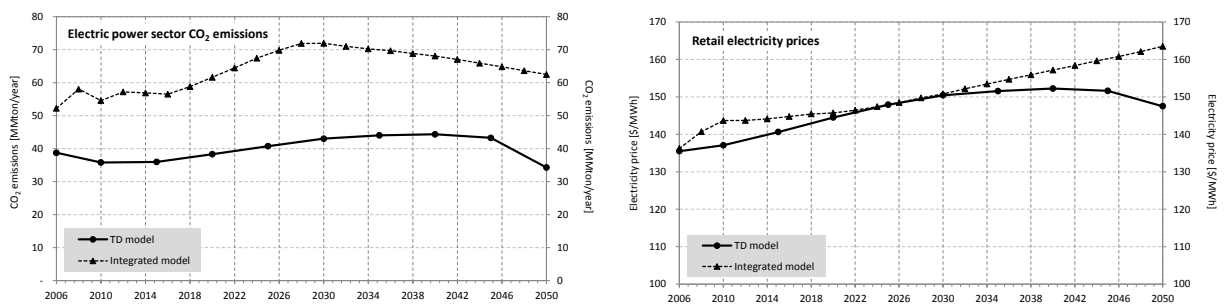 Electric power sector CO₂ emissions
CO₂ emissions [MMton/year]
80
70
60
50
40
30
20
10
-
80
70
60
50
40
30
20
10
0
CO₂ emissions [MMton/year]
TD model
Integrated model
2006 2010 2014 2018 2022 2026 2030 2034 2038 2042 2046 2050
Retail electricity prices
Electricity price [$/MWh]
170
160
150
140
130
120
110
100
170
160
150
140
130
120
110
100
Electricity price [$/MWh]
TD model
Integrated model
2006 2010 2014 2018 2022 2026 2030 2034 2038 2042 2046 2050